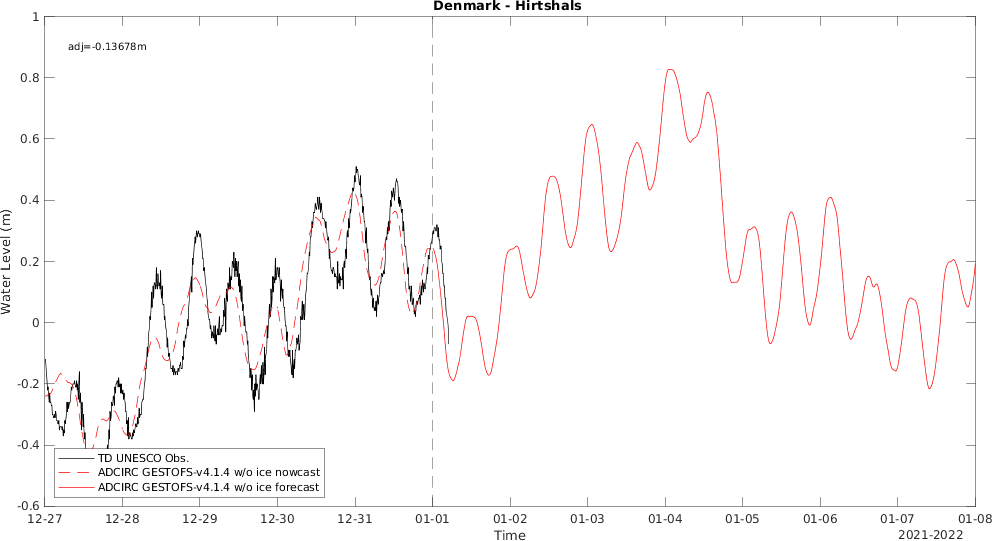 Denmark - Hirtshals
adj=-0.13678m
Water Level (m)
1
0.8
0.6
0.4
0.2
0
-0.2
-0.4
-0.6
TD UNESCO Obs.
ADCIRC GESTOFS-v4.1.4 w/o ice nowcast
ADCIRC GESTOFS-v4.1.4 w/o ice forecast
12-27 12-28 12-29 12-30 12-31 01-01 01-02 01-03 01-04 01-05 01-06 01-07 01-08
Time
2021-2022